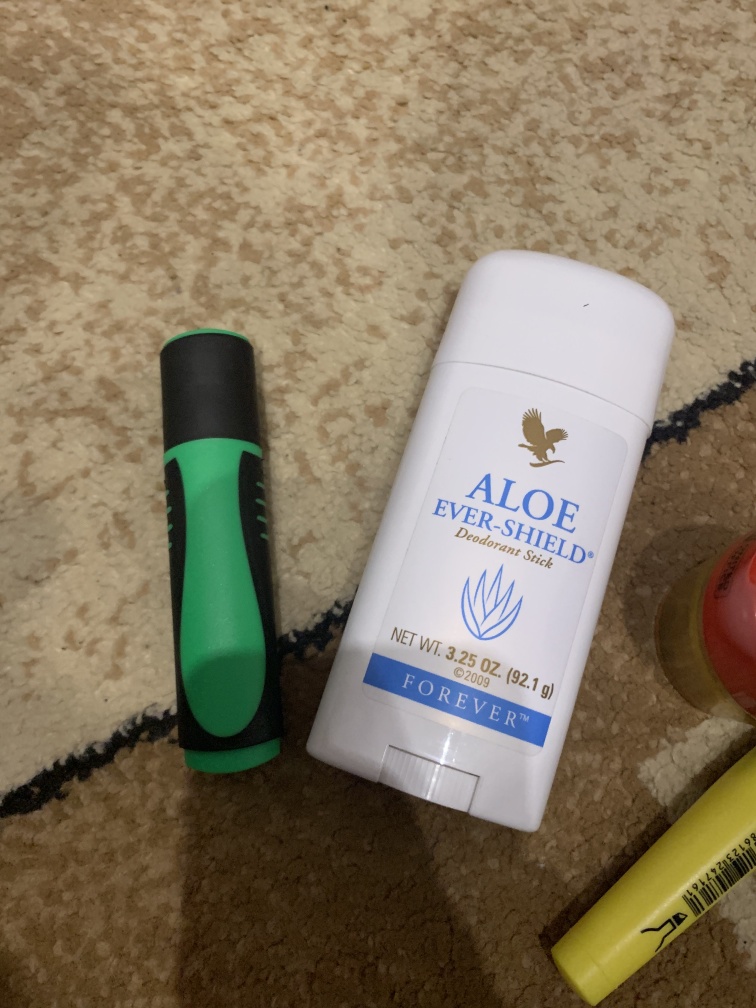 ALOE
EVER-SHIELD®
Deodorant Stick
NET WT. 3.25 OZ. (92.1 g)
©2009
FOREVER™